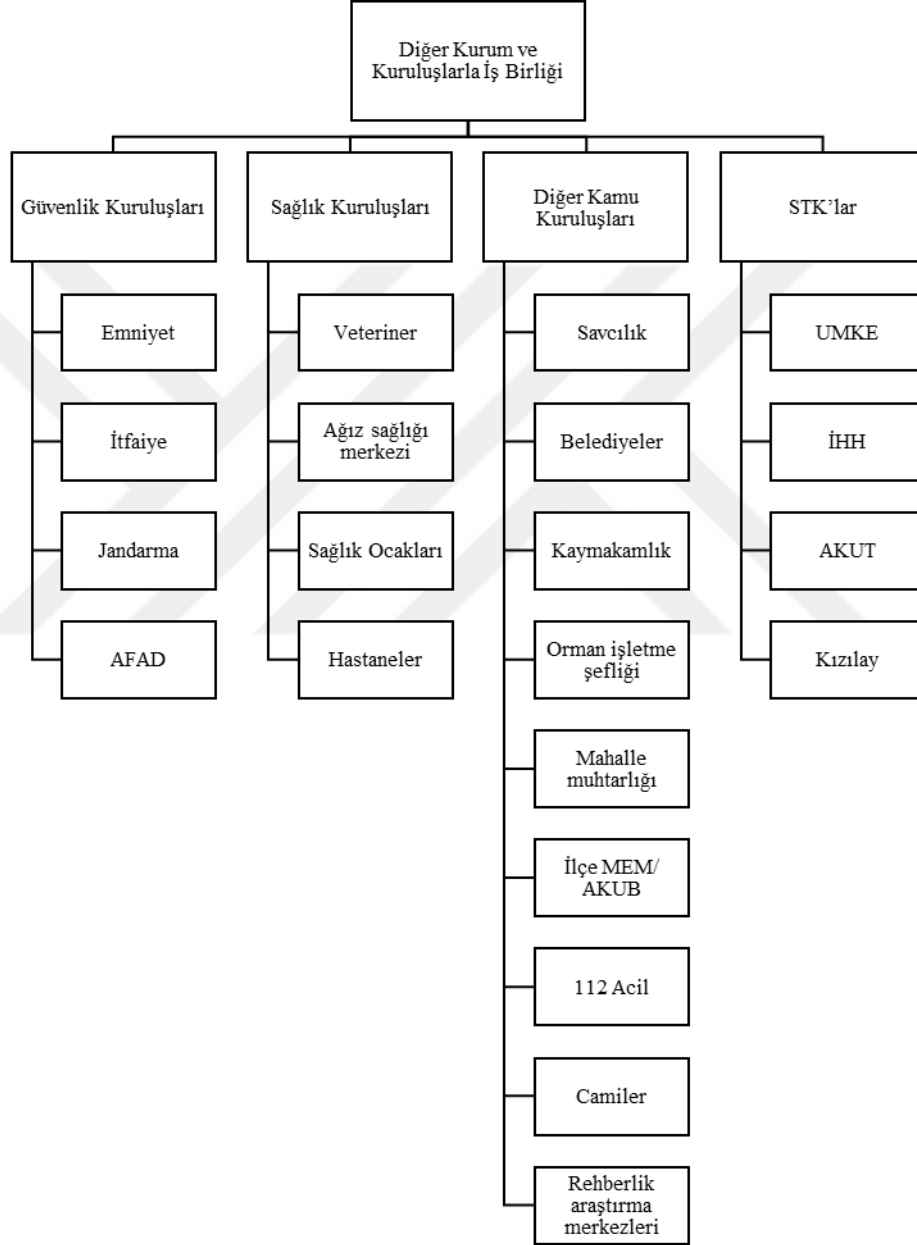 Diğer Kurum ve
Kuruluşlarla İş Birliği
Güvenlik Kuruluşları
Emniyet
İtfaiye
Jandarma
AFAD
Sağlık Kuruluşları
Veteriner
Ağız sağlığı
merkezi
Sağlık Ocakları
Hastaneler
Diğer Kamu
Kuruluşları
Savcılık
Belediyeler
Kaymakamlık
Orman işletme
şefliği
Mahalle
muhtarlığı
İlçe MEM/
AKUB
112 Acil
Camiler
Rehberlik
araştırma
merkezleri
STK’lar
UMKE
İHH
AKUT
Kızılay